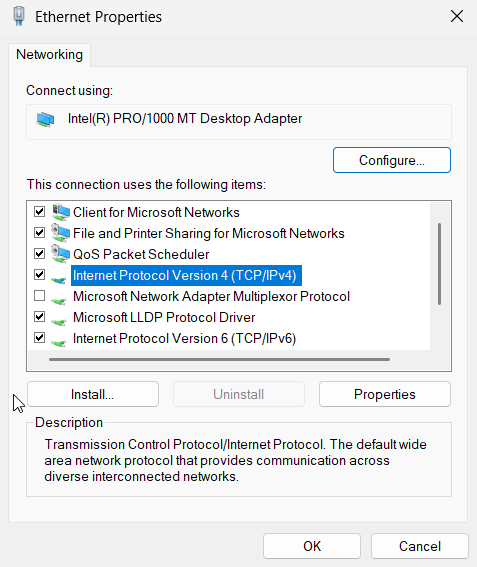 Ethernet Properties
Networking
Connect using:
Intel(R) PRO/1000 MT Desktop Adapter
Configure...
This connection uses the following items:
Client for Microsoft Networks
File and Printer Sharing for Microsoft Networks
QoS Packet Scheduler
Internet Protocol Version 4 (TCP/IPv4)
Microsoft Network Adapter Multiplexor Protocol
Microsoft LLDP Protocol Driver
Internet Protocol Version 6 (TCP/IPv6)
Install... Uninstall Properties
Description
Transmission Control Protocol/Internet Protocol. The default wide
area network protocol that provides communication across
diverse interconnected networks.
OK Cancel